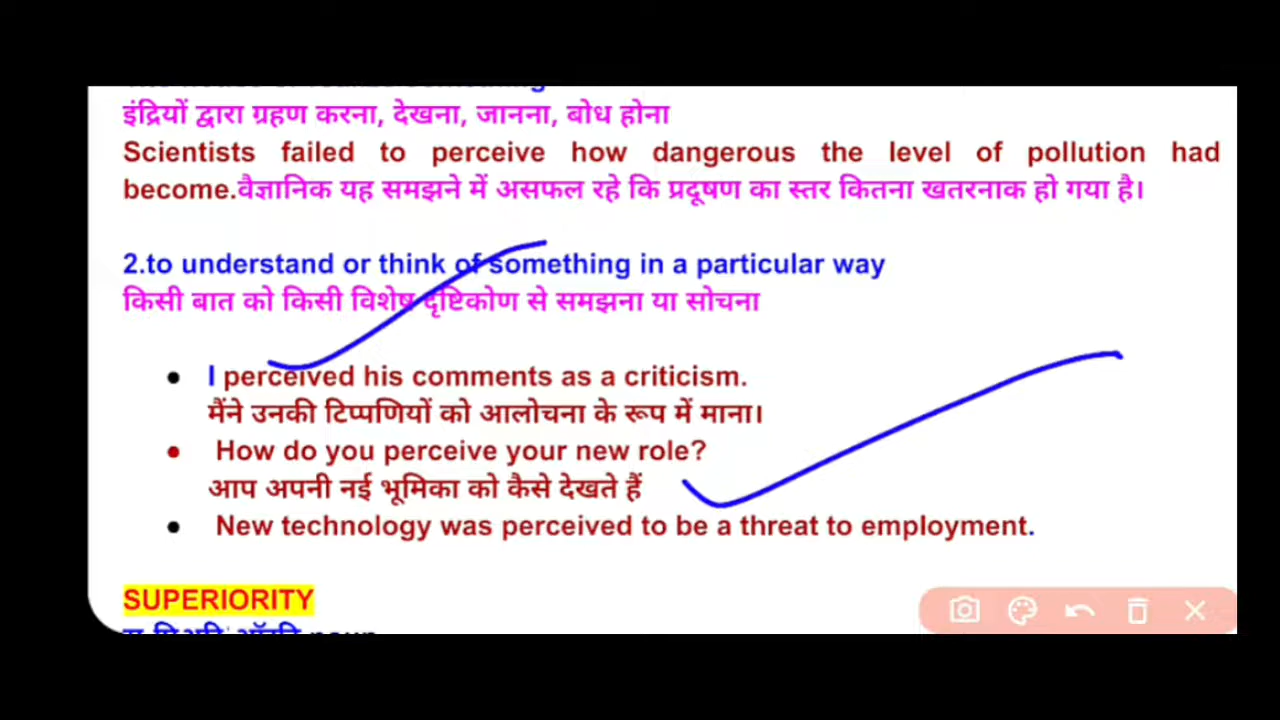 इंद्रियों द्वारा ग्रहण करना, देखना, जानना, बोध होना
Scientists failed to perceive how dangerous the level of pollution had
become.वैज्ञानिक यह समझने में असफल रहे कि प्रदूषण का स्तर कितना खतरनाक हो गया है।
2.to understand or think of something in a particular way
किसी बात को किसी विशेष दृष्टिकोण से समझना या सोचना
● I perceived his comments as a criticism.
मैंने उनकी टिप्पणियों को आलोचना के रूप में माना।
● How do you perceive your new role?
आप अपनी नई भूमिका को कैसे देखते हैं
● New technology was perceived to be a threat to employment.
SUPERIORITY